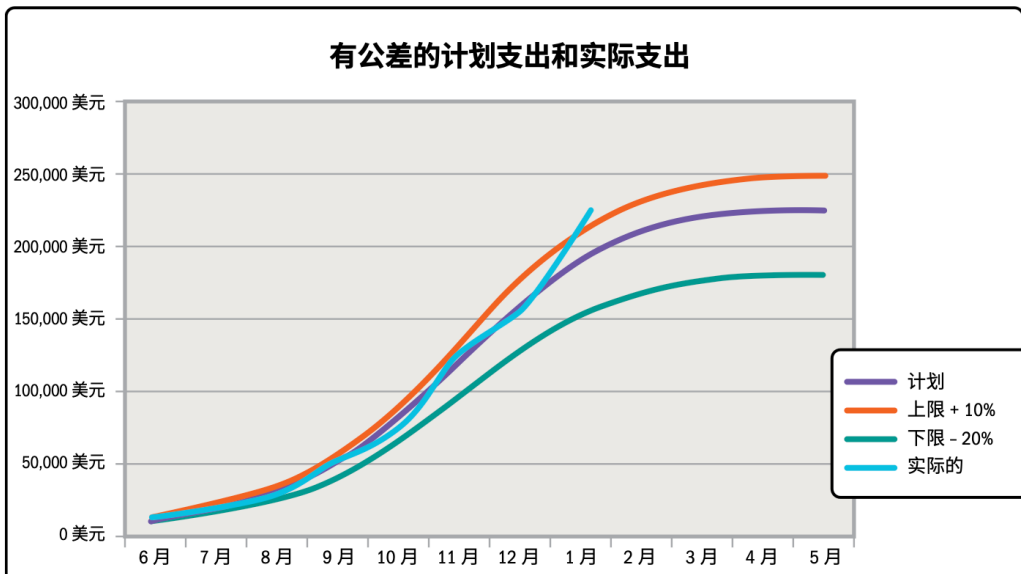 有公差的计划支出和实际支出
300,000 美元
250,000 美元
200,000 美元
150,000 美元
100,000 美元
50,000 美元
0 美元
6 月 7 月 8 月 9 月 10 月 11 月 12 月 1 月 2 月 3 月 4 月 5 月
计划
上限 + 10%
下限 – 20%
实际的